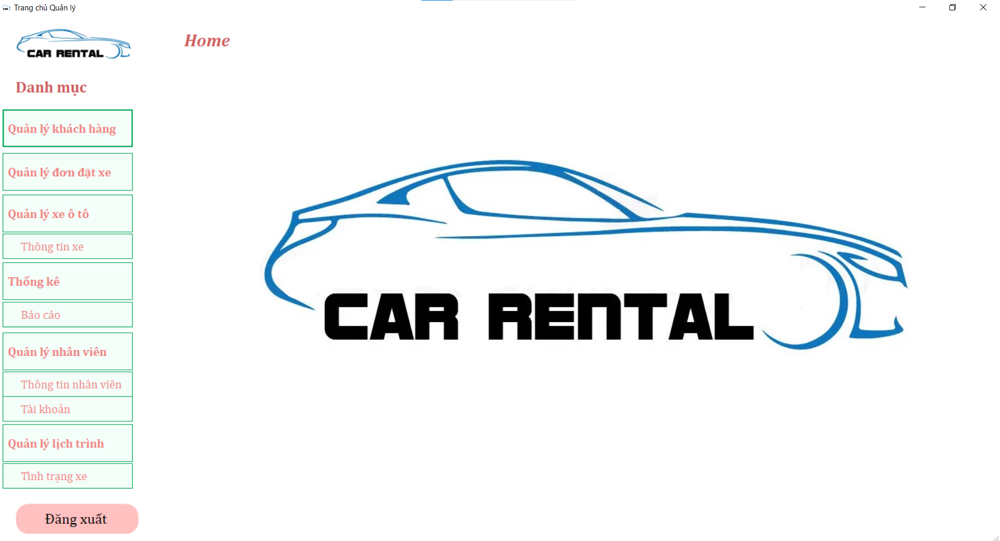 Trang chủ Quản lý
CAR RENTAL
Home
Danh mục
Quản lý khách hàng
Quản lý đơn đặt xe
Quản lý xe ô tô
Thông tin xe
Thống kê
Báo cáo
Quản lý nhân viên
Thông tin nhân viên
Tài khoản
Quản lý lịch trình
Tình trạng xe
Đăng xuất
CAR RENTAL